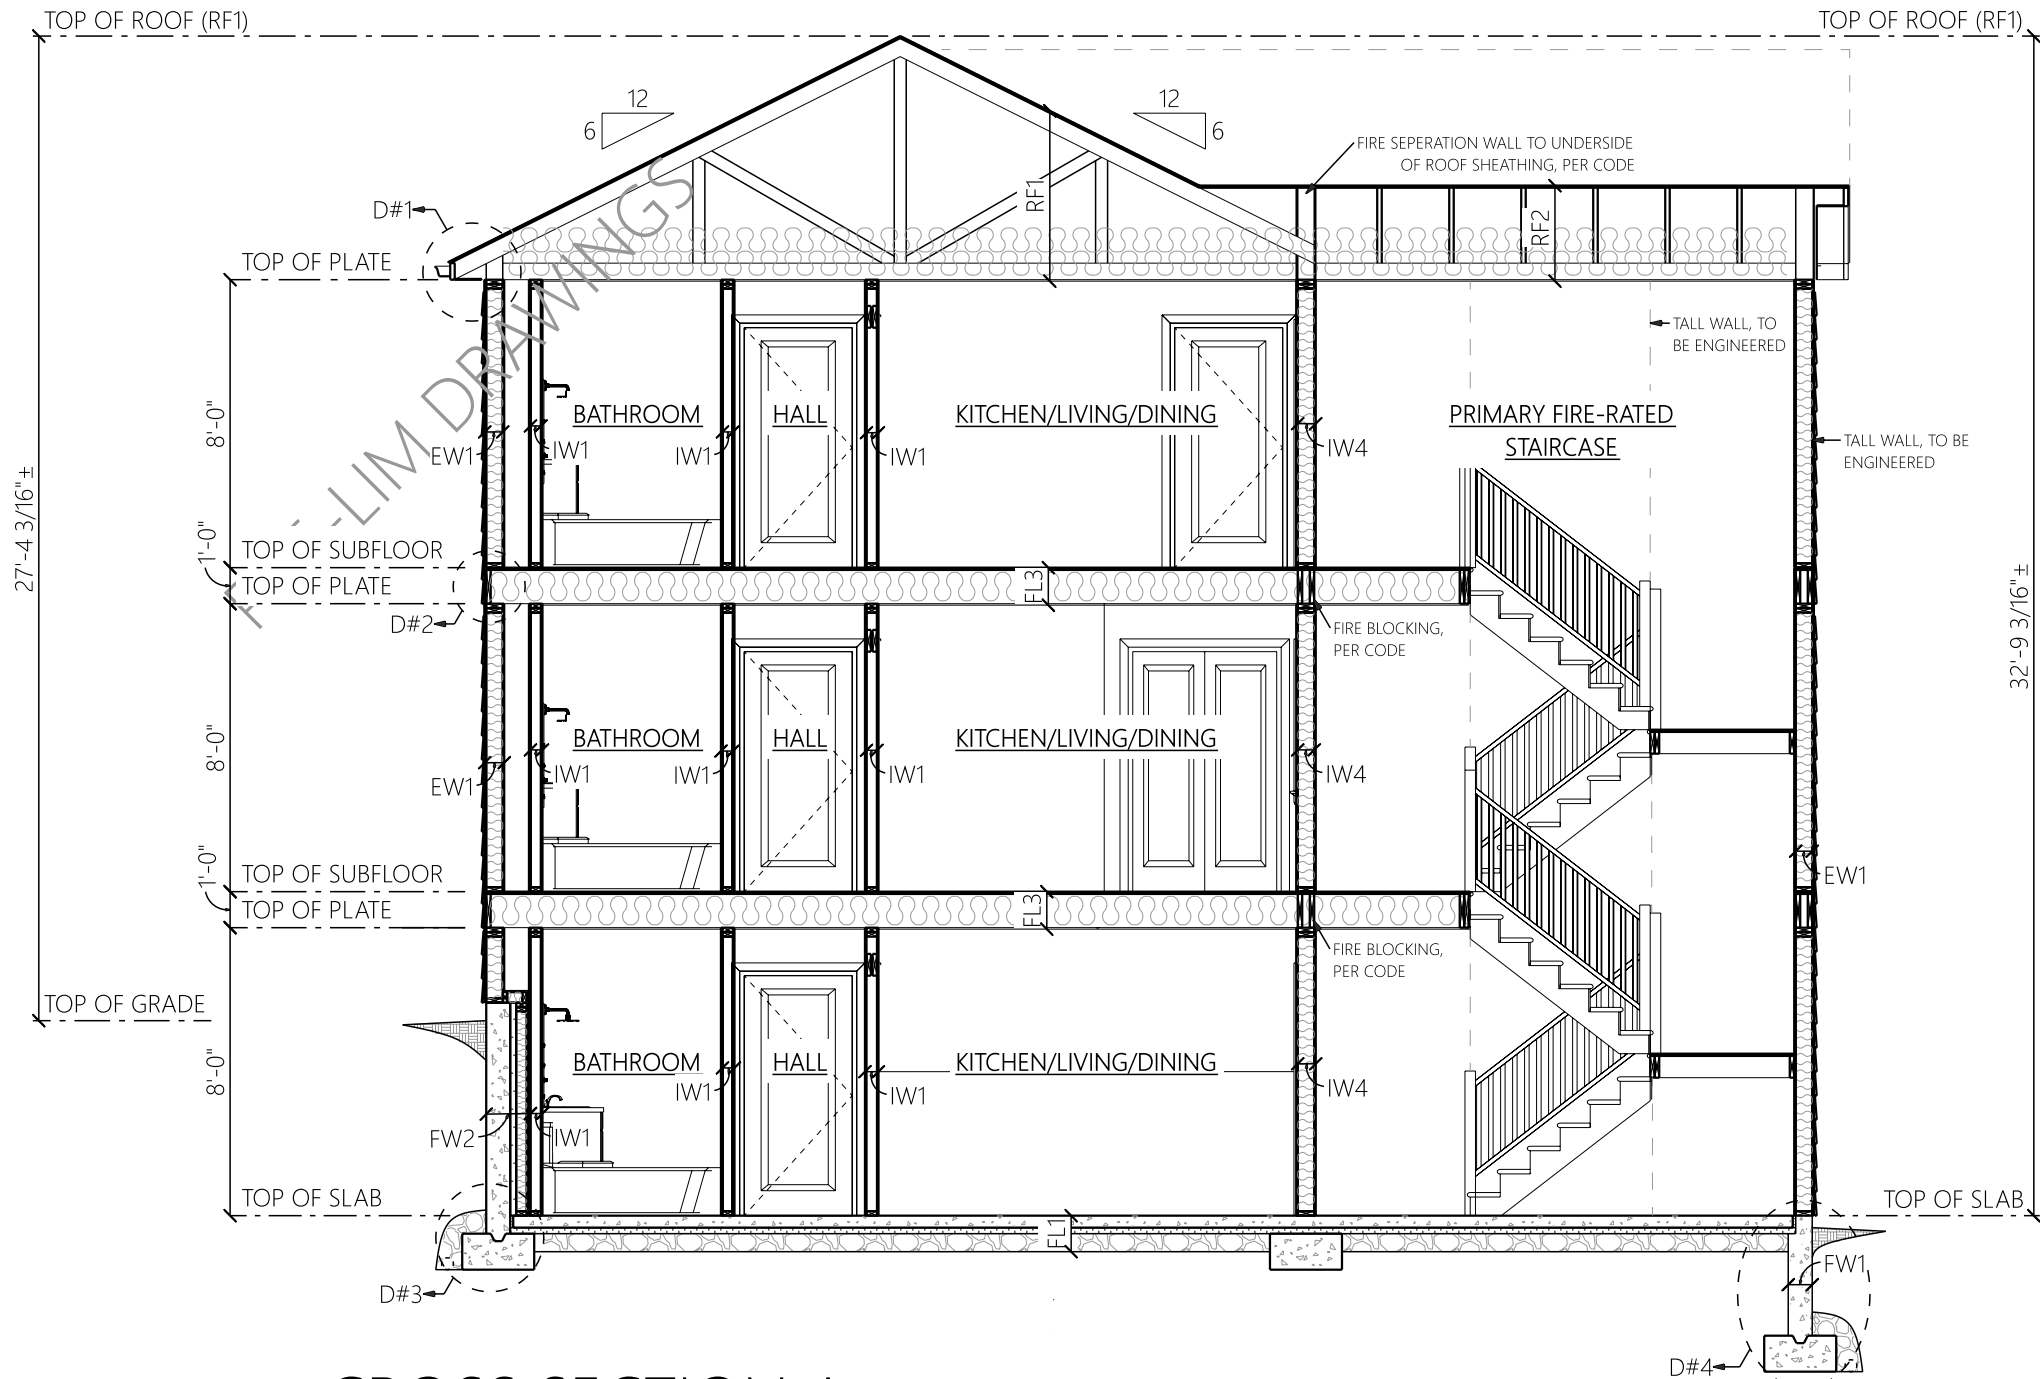 TOP OF ROOF (RF1)
TOP OF ROOF (RF1)
12
6
12
6
FIRE SEPERATION WALL TO UNDERSIDE
OF ROOF SHEATHING, PER CODE
D#1
RF1
RF2
TOP OF PLATE
TALL WALL, TO
BE ENGINEERED
8'-0"
BATHROOM
HALL
KITCHEN/LIVING/DINING
PRIMARY FIRE-RATED
STAIRCASE
EW1
IW1
IW1
IW1
IW4
TALL WALL, TO BE
ENGINEERED
27'-4 3/16"±
-LIM DRAWINGS
1'-0"
TOP OF SUBFLOOR
TOP OF PLATE
FL3
D#2
FIRE BLOCKING,
PER CODE
32'-9 3/16"±
8'-0"
BATHROOM
HALL
KITCHEN/LIVING/DINING
EW1
IW1
IW1
IW1
IW4
1'-0"
TOP OF SUBFLOOR
TOP OF PLATE
FL3
EW1
FIRE BLOCKING,
PER CODE
TOP OF GRADE
8'-0"
BATHROOM
HALL
KITCHEN/LIVING/DINING
IW1
IW1
IW4
FW2
IW1
TOP OF SLAB
TOP OF SLAB
FL1
FW1
D#3
D#4